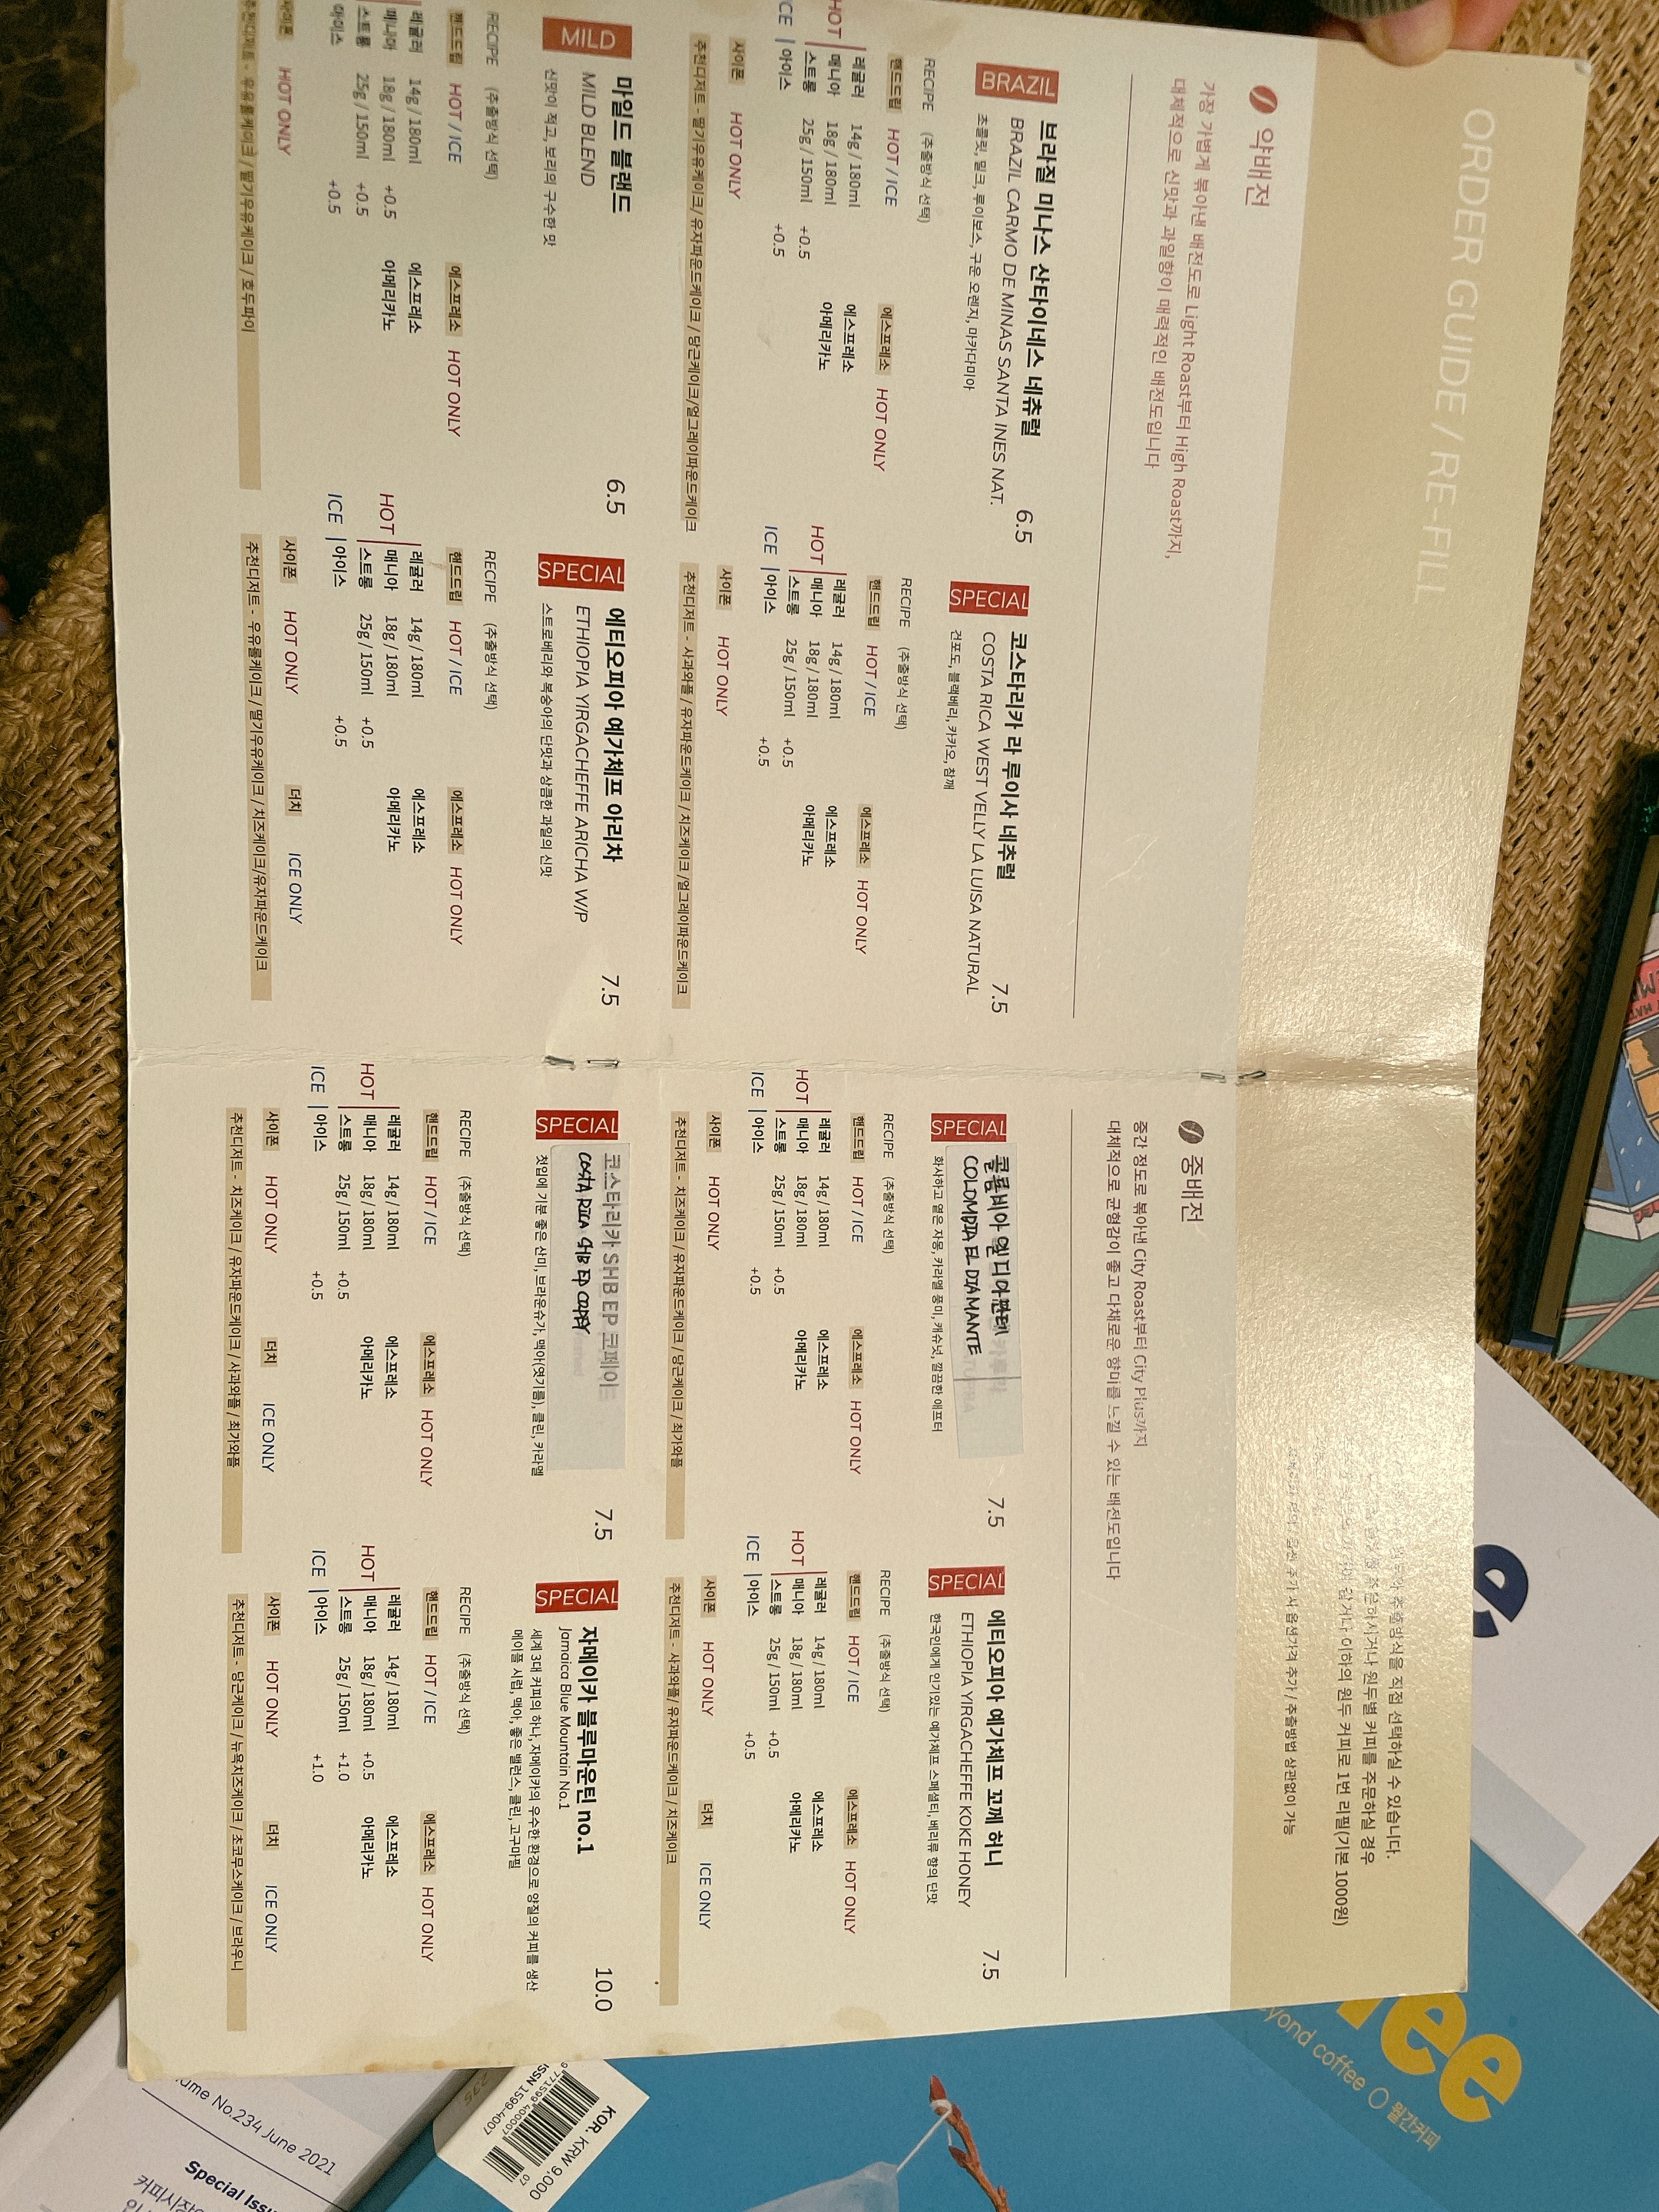 ORDER GUIDE / RE-FILL
추출방식을 직접 선택하실 수 있습니다.
주문하시거나 원두별 커피를 주문하실 경우
같거나 이하의 원두 커피로 1번 리필(기본 1000원)
옵션 추가 시 옵션가격 추가 / 추출방법 상관없이 가능
약배전
가장 가볍게 볶아낸 배전도로 Light Roast부터 High Roast까지,
대체적으로 신맛과 과일향이 매력적인 배전도입니다
BRAZIL
브라질 미나스 산타이네스 네츄럴
BRAZIL CARMO DE MINAS SANTA INES NAT.
6.5
초콜릿, 밀크, 루이보스, 구운 오렌지, 마카다미아
RECIPE (추출방식 선택)
핸드드립 HOT / ICE
에스프레소 HOT ONLY
레귤러 14g / 180ml
에스프레소
HOT 매니아 18g / 180ml
아메리카노
스트롱 25g / 150ml +0.5
ICE 아이스 +0.5
사이폰 HOT ONLY
추천디저트 - 딸기우유케이크/ 유자파운드케이크 / 당근케이크/얼그레이파운드케이크
SPECIAL
코스타리카 라 루이사 네추럴
COSTA RICA WEST VELLY LA LUISA NATURAL
7.5
건포도, 블랙베리, 카카오, 참깨
RECIPE (추출방식 선택)
핸드드립 HOT / ICE
에스프레소 HOT ONLY
레귤러 14g / 180ml
에스프레소
HOT 매니아 18g / 180ml
아메리카노
스트롱 25g / 150ml +0.5
ICE 아이스 +0.5
사이폰 HOT ONLY
추천디저트 - 사과와플 / 유자파운드케이크 / 치즈케이크 /얼그레이파운드케이크
MILD
마일드 블랜드
MILD BLEND
6.5
신맛이 적고, 보리의 구수한 맛
RECIPE (추출방식 선택)
핸드드립 HOT / ICE
에스프레소 HOT ONLY
레귤러 14g / 180ml
에스프레소
매니아 18g / 180ml +0.5
아메리카노
스트롱 25g / 150ml +0.5
아이스 +0.5
사이폰 HOT ONLY
추천디저트 - 우유롤케이크 / 딸기우유케이크 / 호두파이
SPECIAL
에티오피아 예가체프 아리차
ETHIOPIA YIRGACHEFFE ARICHA W/P
7.5
스트로베리와 복숭아의 단맛과 상큼한 과일의 신맛
RECIPE (추출방식 선택)
핸드드립 HOT / ICE
에스프레소 HOT ONLY
레귤러 14g / 180ml
에스프레소
HOT 매니아 18g / 180ml
아메리카노
스트롱 25g / 150ml +0.5
ICE 아이스 +0.5
사이폰 HOT ONLY
더치 ICE ONLY
추천디저트 - 우유롤케이크 / 딸기우유케이크 / 치즈케이크/유자파운드케이크
중배전
중간 정도로 볶아낸 City Roast부터 City Plus까지
대체적으로 균형감이 좋고 다채로운 향미를 느낄 수 있는 배전도입니다
SPECIAL
콜롬비아 엘 디아만테
COLOMBIA EL DIAMANTE
7.5
화사하고 옅은 자몽, 카라멜 풍미, 캐슈넛, 깔끔한 애프터
RECIPE (추출방식 선택)
핸드드립 HOT / ICE
에스프레소 HOT ONLY
레귤러 14g / 180ml
에스프레소
HOT 매니아 18g / 180ml
아메리카노
스트롱 25g / 150ml +0.5
ICE 아이스 +0.5
사이폰 HOT ONLY
추천디저트 - 치즈케이크 / 유자파운드케이크 / 당근케이크 / 최가와플
SPECIAL
에티오피아 예가체프 꼬께 허니
ETHIOPIA YIRGACHEFFE KOKE HONEY
7.5
한국인에게 인기있는 예가체프 스페셜티, 베리류 향의 단맛
RECIPE (추출방식 선택)
핸드드립 HOT / ICE
에스프레소 HOT ONLY
레귤러 14g / 180ml
에스프레소
HOT 매니아 18g / 180ml
아메리카노
스트롱 25g / 150ml +0.5
ICE 아이스 +0.5
사이폰 HOT ONLY
더치 ICE ONLY
추천디저트 - 사과와플/ 유자파운드케이크 / 치즈케이크
SPECIAL
코스타리카 SHB EP 코페이
COSTA RICA SHB EP COPEY
7.5
첫입에 기분 좋은 산미, 브라운슈가, 맥아(엿기름), 클린, 카라멜
RECIPE (추출방식 선택)
핸드드립 HOT / ICE
에스프레소 HOT ONLY
레귤러 14g / 180ml
에스프레소
HOT 매니아 18g / 180ml
아메리카노
스트롱 25g / 150ml +0.5
ICE 아이스 +0.5
사이폰 HOT ONLY
더치 ICE ONLY
추천디저트 - 치즈케이크 / 유자파운드케이크 / 사과와플 / 최가와플
SPECIAL
자메이카 블루마운틴 no.1
Jamaica Blue Mountain No.1
10.0
세계 3대 커피의 하나, 자메이카의 우수한 환경으로 양질의 커피를 생산
메이플 시럽, 맥아, 좋은 밸런스, 클린, 고구마필
RECIPE (추출방식 선택)
핸드드립 HOT / ICE
에스프레소 HOT ONLY
레귤러 14g / 180ml
에스프레소
HOT 매니아 18g / 180ml +0.5
아메리카노
스트롱 25g / 150ml +1.0
ICE 아이스 +1.0
사이폰 HOT ONLY
더치 ICE ONLY
추천디저트 - 당근케이크 / 뉴욕치즈케이크 / 초코무스케이크 / 브라우니
e,
fee
eyond coffee 월간커피
KOR. KRW 9,000
ISSN 1599-4007
9 771599 400007
07
No.234 June 2021
Special Issu